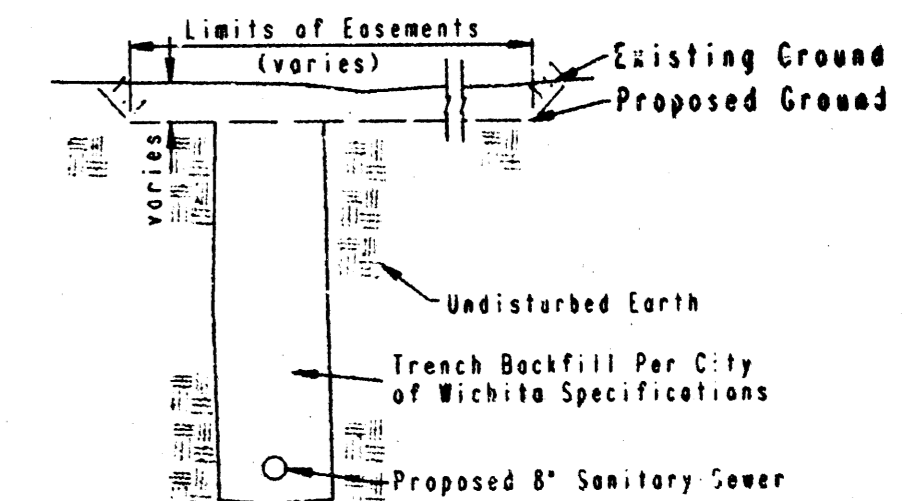 Limits of Easements
(varies)
Existing Ground
Proposed Ground
varies
Undisturbed Earth
Trench Backfill Per City
of Wichita Specifications
Proposed 8" Sanitary Sewer